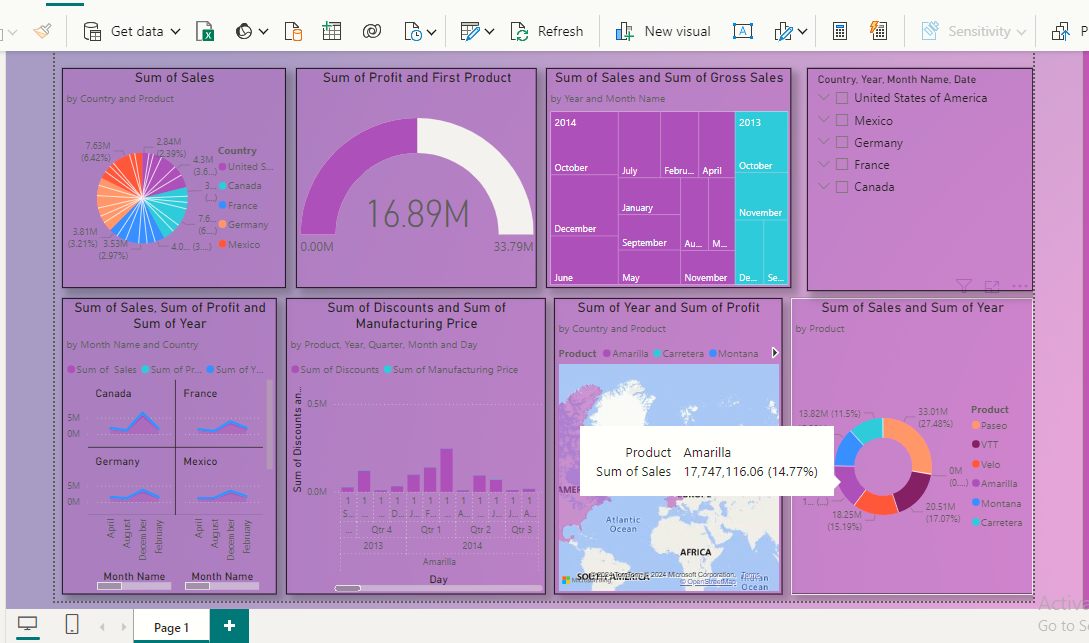 Get data
Refresh
New visual
A
Sensitivity
Sum of Sales
by Country and Product
7.63M
(6.42%)
2.84M
(2.39%)
4.3M
(3.6...)
3....
(...)
7.6...
(6....)
4.0... (3....)
3.53M
(2.97%)
3.81M
(3.21%)
Country
United S...
Canada
France
Germany
Mexico
Sum of Profit and First Product
16.89M
0.00M
33.79M
Sum of Sales and Sum of Gross Sales
by Year and Month Name
2014
2013
October
July
Febru...
April
October
January
November
December
September
Au...
M...
June
May
November
De...
Se...
Country, Year, Month Name, Date
United States of America
Mexico
Germany
France
Canada
Sum of Sales, Sum of Profit and
Sum of Year
by Month Name and Country
Sum of Sales
Sum of Pr...
Sum of Y...
Canada
France
5M
0M
Germany
Mexico
5M
0M
April
August
December
February
April
August
December
February
Month Name
Month Name
Sum of Discounts and Sum of
Manufacturing Price
by Product, Year, Quarter, Month and Day
Sum of Discounts
Sum of Manufacturing Price
Sum of Discounts an...
0.5M
0.0M
1 1 1 1 1 1 1 1 1 1 1 1
Qtr 4
Qtr 1
Qtr 2
Qtr 3
2013
2014
Amarilla
Day
Sum of Year and Sum of Profit
by Country and Product
Product
Amarilla
Carretera
Montana
Atlantic
Ocean
AFRICA
SOUTH AMERICA
Indian
Ocean
© 2024 TomTom, © 2024 Microsoft Corporation, Terms
© OpenStreetMap
Product Amarilla
Sum of Sales 17,747,116.06 (14.77%)
Sum of Sales and Sum of Year
by Product
13.82M (11.5%)
33.01M
(27.48%)
0M
(0....)
20.51M
(17.07%)
18.25M
(15.19%)
Product
Paseo
VTT
Velo
Amarilla
Montana
Carretera
Page 1
+
Activa
Go to S